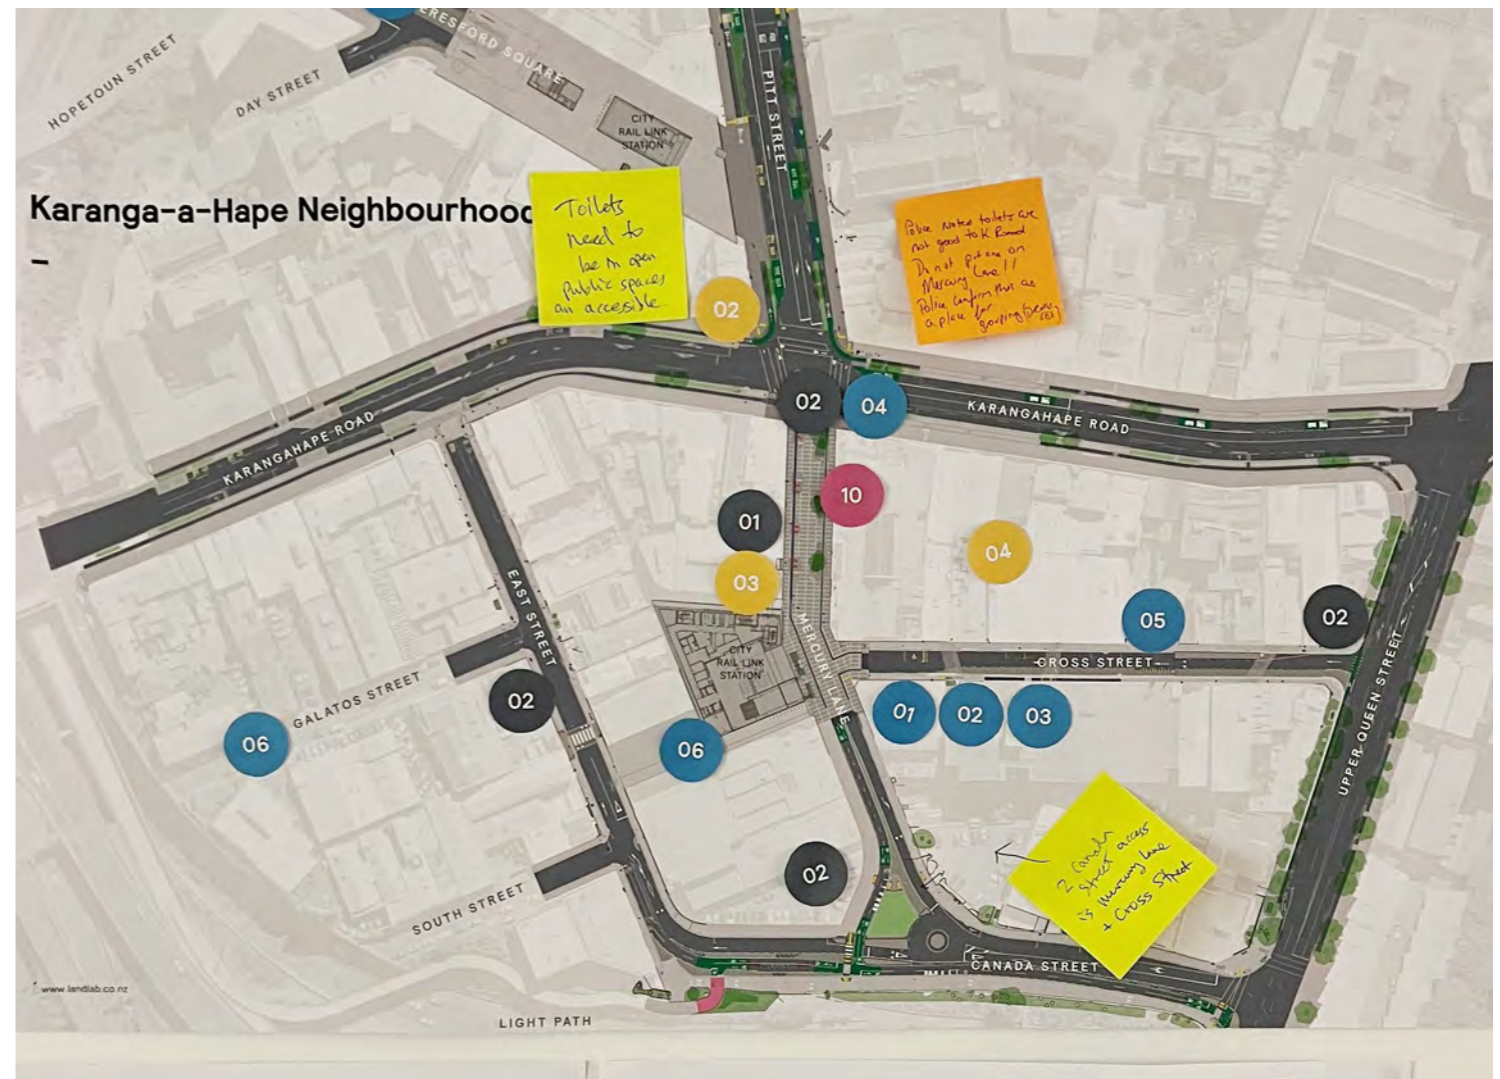 HOPETOUN STREET
DAY STREET
ERESFORD SQUARE
CITY
RAIL LINK
STATION
PITT STREET
Karanga-a-Hape Neighbourhood
–
Toilets
need to
be in open
public spaces
an accessible
02
Police noted toilets are
not good to K Road
Do not put one on
Mercury Lane!!
Police confirm this as
a place for
grouping
02
04
KARANGAHAPE ROAD
KARANGAHAPE ROAD
10
01
04
03
EAST STREET
MERCURY LANE
CITY
RAIL LINK
STATION
05
02
CROSS STREET
UPPER QUEEN STREET
GALATOS STREET
02
01
02
03
06
06
2 Canada
Street access
is Mercury Lane
+ Cross Street
02
SOUTH STREET
CANADA STREET
www.landlab.co.nz
LIGHT PATH